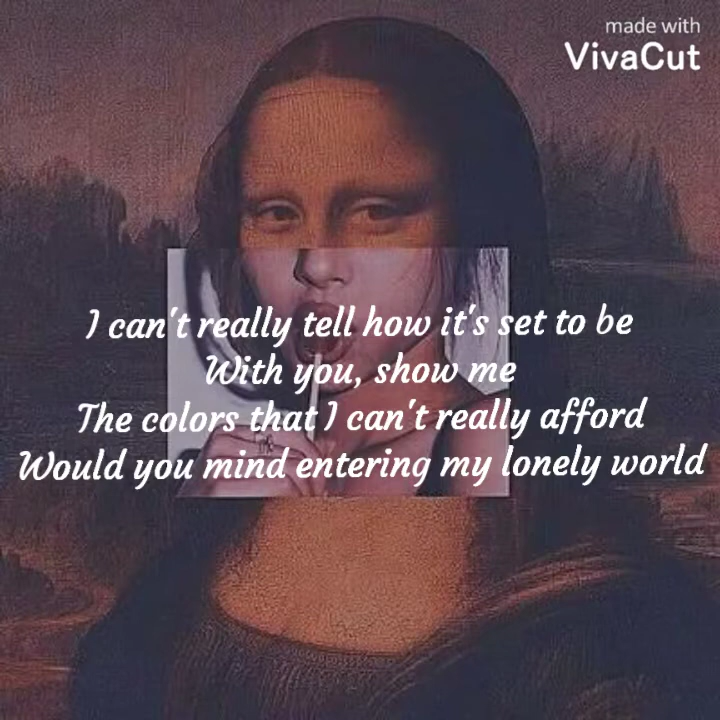 made with
VivaCut
I can't really tell how it's set to be
With you, show me
The colors that I can't really afford
Would you mind entering my lonely world